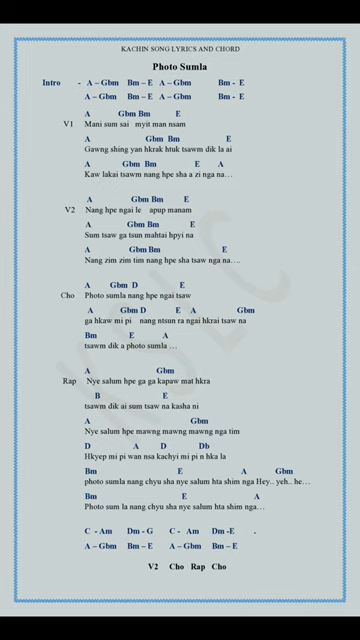 KACHIN SONG LYRICS AND CHORD
Photo Sumla
Intro - A – Gbm Bm – E A – Gbm Bm - E
A – Gbm Bm – E A – Gbm Bm - E
A Gbm Bm E
V1 Mani sum sai myit man nsam
A Gbm Bm E
Gawng shing yan hkrak htuk tsawm dik la ai
A Gbm Bm E A
Kaw lakai tsawm nang hpe sha a zi nga na…
A Gbm Bm E
V2 Nang hpe ngai le apup manam
A Gbm Bm E
Sum tsaw ga tsun mahtai hpyi na
A Gbm Bm E
Nang zim zim tim nang hpe sha tsaw nga na….
A Gbm D E
Cho Photo sumla nang hpe ngai tsaw
A Gbm D E A Gbm
ga hkaw mi pi nang ntsun ra ngai hkrai tsaw na
Bm E A
tsawm dik a photo sumla …
A Gbm
Rap Nye salum hpe ga ga kapaw mat hkra
B E
tsawm dik ai sum tsaw na kasha ni
A Gbm
Nye salum hpe mawng mawng mawng nga tim
D A D Db
Hkyep mi pi wan nsa kachyi mi pi n hka la
Bm E A Gbm
photo sumla nang chyu sha nye salum hta shim nga Hey.. yeh.. he…
Bm E A
Photo sum la nang chyu sha nye salum hta shim nga…
C - Am Dm - G C - Am Dm -E .
A – Gbm Bm – E A – Gbm Bm – E
V2 Cho Rap Cho
KSLC